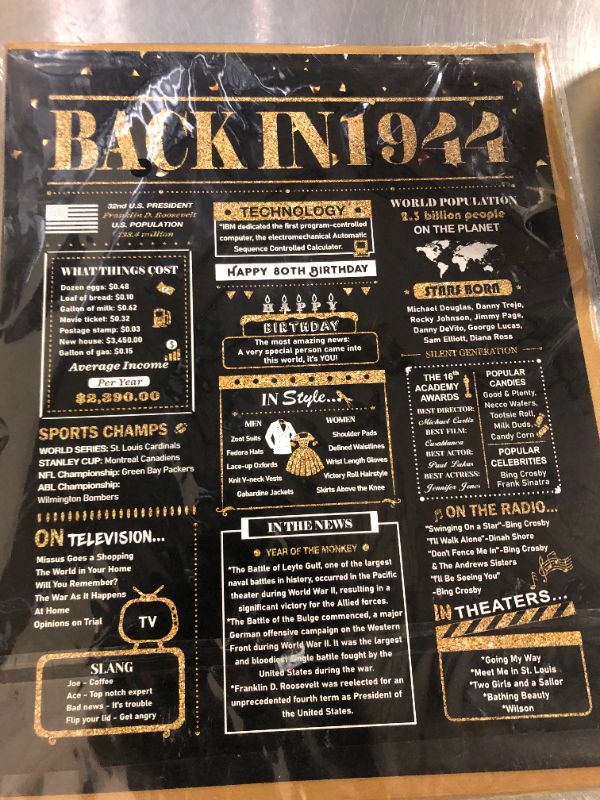 BACK IN 1944
32nd U.S. PRESIDENT
Franklin D. Roosevelt
U.S. POPULATION
138.4 million
WHAT THINGS COST
Dozen eggs: $0.48
Loaf of bread: $0.10
Gallon of milk: $0.62
Movie ticket: $0.32
Postage stamp: $0.03
New house: $3,450.00
Gallon of gas: $0.15
Average Income
Per Year
$2,390.00
SPORTS CHAMPS
WORLD SERIES: St. Louis Cardinals
STANLEY CUP: Montreal Canadiens
NFL Championship: Green Bay Packers
ABL Championship:
Wilmington Bombers
ON TELEVISION...
Missus Goes a Shopping
The World in Your Home
Will You Remember?
The War As It Happens
At Home
Opinions on Trial
TV
SLANG
Joe - Coffee
Ace - Top notch expert
Bad news - It's trouble
Flip your lid - Get angry
TECHNOLOGY
*IBM dedicated the first program-controlled
computer, the electromechanical Automatic
Sequence Controlled Calculator.
HAPPY 80TH BIRTHDAY
HAPPY
BIRTHDAY
The most amazing news:
A very special person came into
this world, it's YOU!
IN Style...
MEN
Zoot Suits
Fedora Hats
Lace-up Oxfords
Knit V-neck Vests
Gabardine Jackets
WOMEN
Shoulder Pads
Defined Waistlines
Wrist Length Gloves
Victory Roll Hairstyle
Skirts Above the Knee
IN THE NEWS
YEAR OF THE MONKEY
*The Battle of Leyte Gulf, one of the largest
naval battles in history, occurred in the Pacific
theater during World War II, resulting in a
significant victory for the Allied forces.
*The Battle of the Bulge commenced, a major
German offensive campaign on the Western
Front during World War II. It was the largest
and bloodiest single battle fought by the
United States during the war.
*Franklin D. Roosevelt was reelected for an
unprecedented fourth term as President of
the United States.
WORLD POPULATION
2.3 billion people
ON THE PLANET
STARS BORN
Michael Douglas, Danny Trejo,
Rocky Johnson, Jimmy Page,
Danny DeVito, George Lucas,
Sam Elliott, Diana Ross
SILENT GENERATION
THE 16th
ACADEMY
AWARDS
BEST DIRECTOR:
Michael Curtiz
BEST FILM:
Casablanca
BEST ACTOR:
Paul Lukas
BEST ACTRESS:
Jennifer Jones
POPULAR
CANDIES
Good & Plenty,
Necco Wafers,
Tootsie Roll,
Milk Duds,
Candy Corn
POPULAR
CELEBRITIES
Bing Crosby
Frank Sinatra
ON THE RADIO...
"Swinging On a Star"-Bing Crosby
"I'll Walk Alone"-Dinah Shore
"Don't Fence Me In"-Bing Crosby
& The Andrews Sisters
"I'll Be Seeing You"
-Bing Crosby
IN THEATERS...
"Going My Way
"Meet Me in St. Louis
"Two Girls and a Sailor
"Bathing Beauty
"Wilson